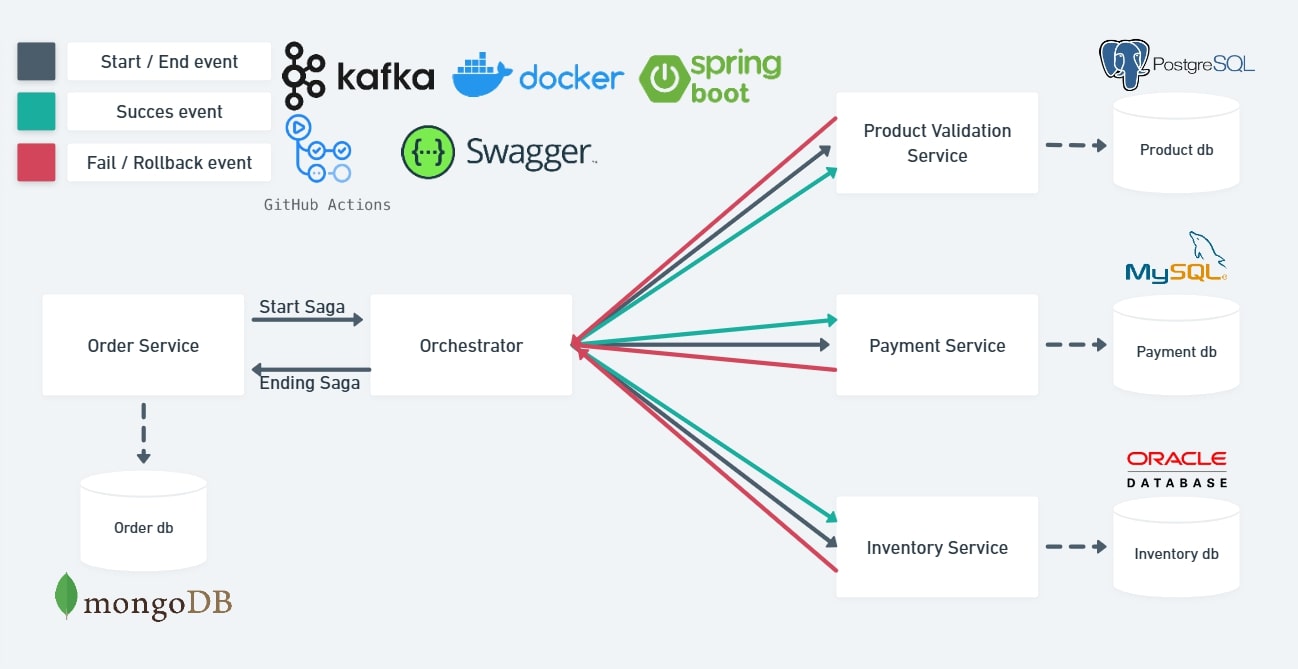 Start / End event
Succes event
Fail / Rollback event
kafka
docker
spring
boot
GitHub Actions
Swagger
PostgreSQL
Product Validation
Service
Product db
MySQL
Order Service
Start Saga
Ending Saga
Orchestrator
Payment Service
Payment db
ORACLE
DATABASE
Order db
mongoDB
Inventory Service
Inventory db